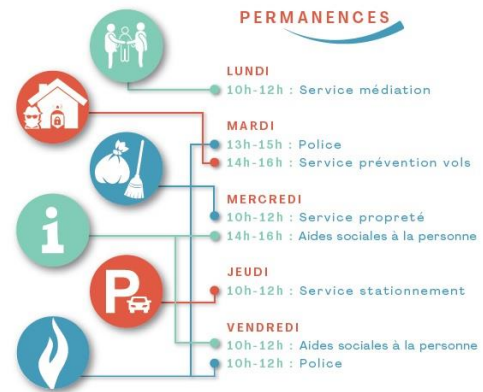 PERMANENCES
LUNDI
10h-12h : Service médiation
MARDI
13h-15h : Police
14h-16h : Service prévention vols
MERCREDI
10h-12h : Service propreté
14h-16h : Aides sociales à la personne
JEUDI
10h-12h : Service stationnement
VENDREDI
10h-12h : Aides sociales à la personne
10h-12h : Police
i
P